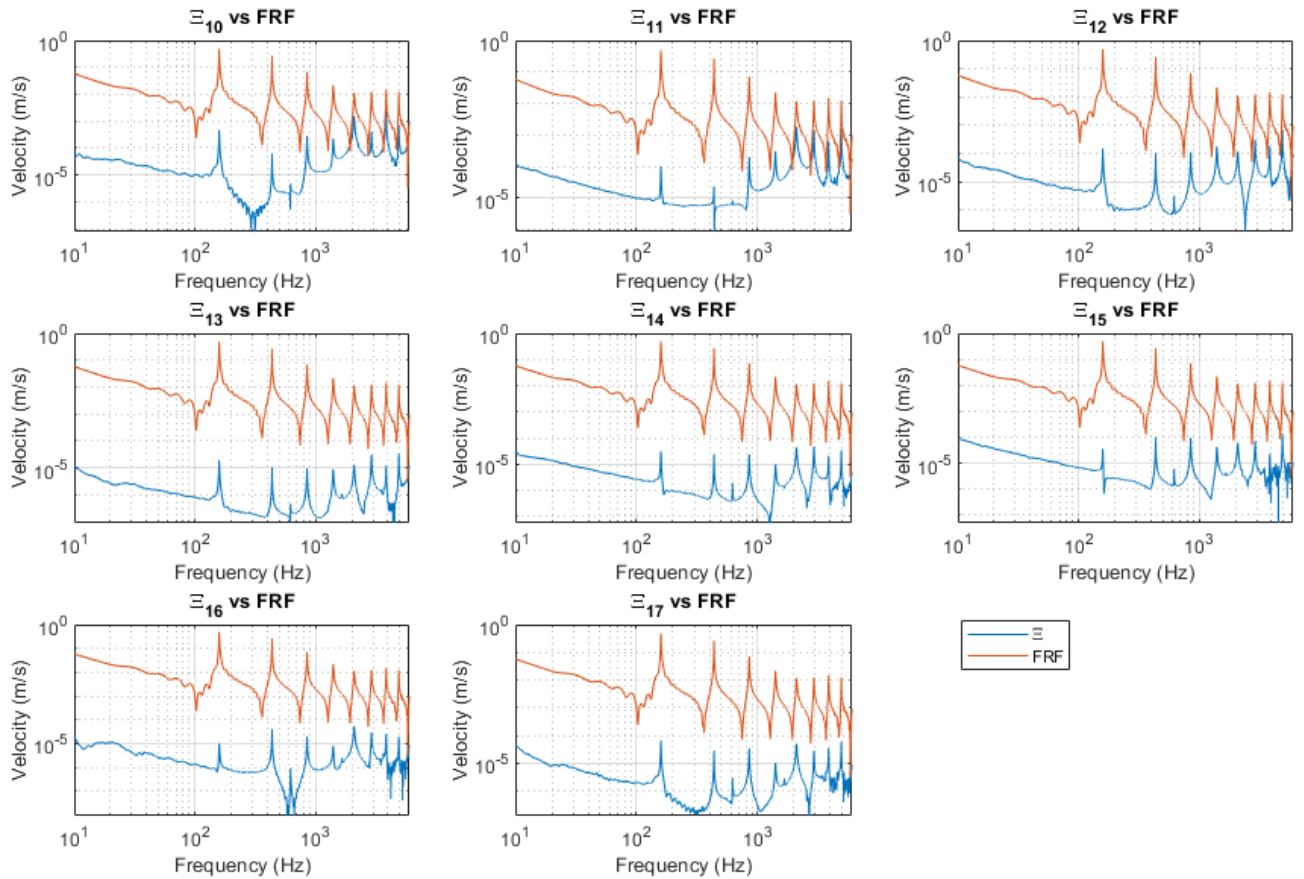 Ξ10 vs FRF
Ξ11 vs FRF
Ξ12 vs FRF
10^0
10^-5
Velocity (m/s)
10^1
10^2
10^3
Frequency (Hz)
10^0
10^-5
Velocity (m/s)
10^1
10^2
10^3
Frequency (Hz)
10^0
10^-5
Velocity (m/s)
10^1
10^2
10^3
Frequency (Hz)
Ξ13 vs FRF
Ξ14 vs FRF
Ξ15 vs FRF
10^0
10^-5
Velocity (m/s)
10^1
10^2
10^3
Frequency (Hz)
10^0
10^-5
Velocity (m/s)
10^1
10^2
10^3
Frequency (Hz)
10^0
10^-5
Velocity (m/s)
10^1
10^2
10^3
Frequency (Hz)
Ξ16 vs FRF
Ξ17 vs FRF
10^0
10^-5
Velocity (m/s)
10^1
10^2
10^3
Frequency (Hz)
10^0
10^-5
Velocity (m/s)
10^1
10^2
10^3
Frequency (Hz)
Ξ
FRF